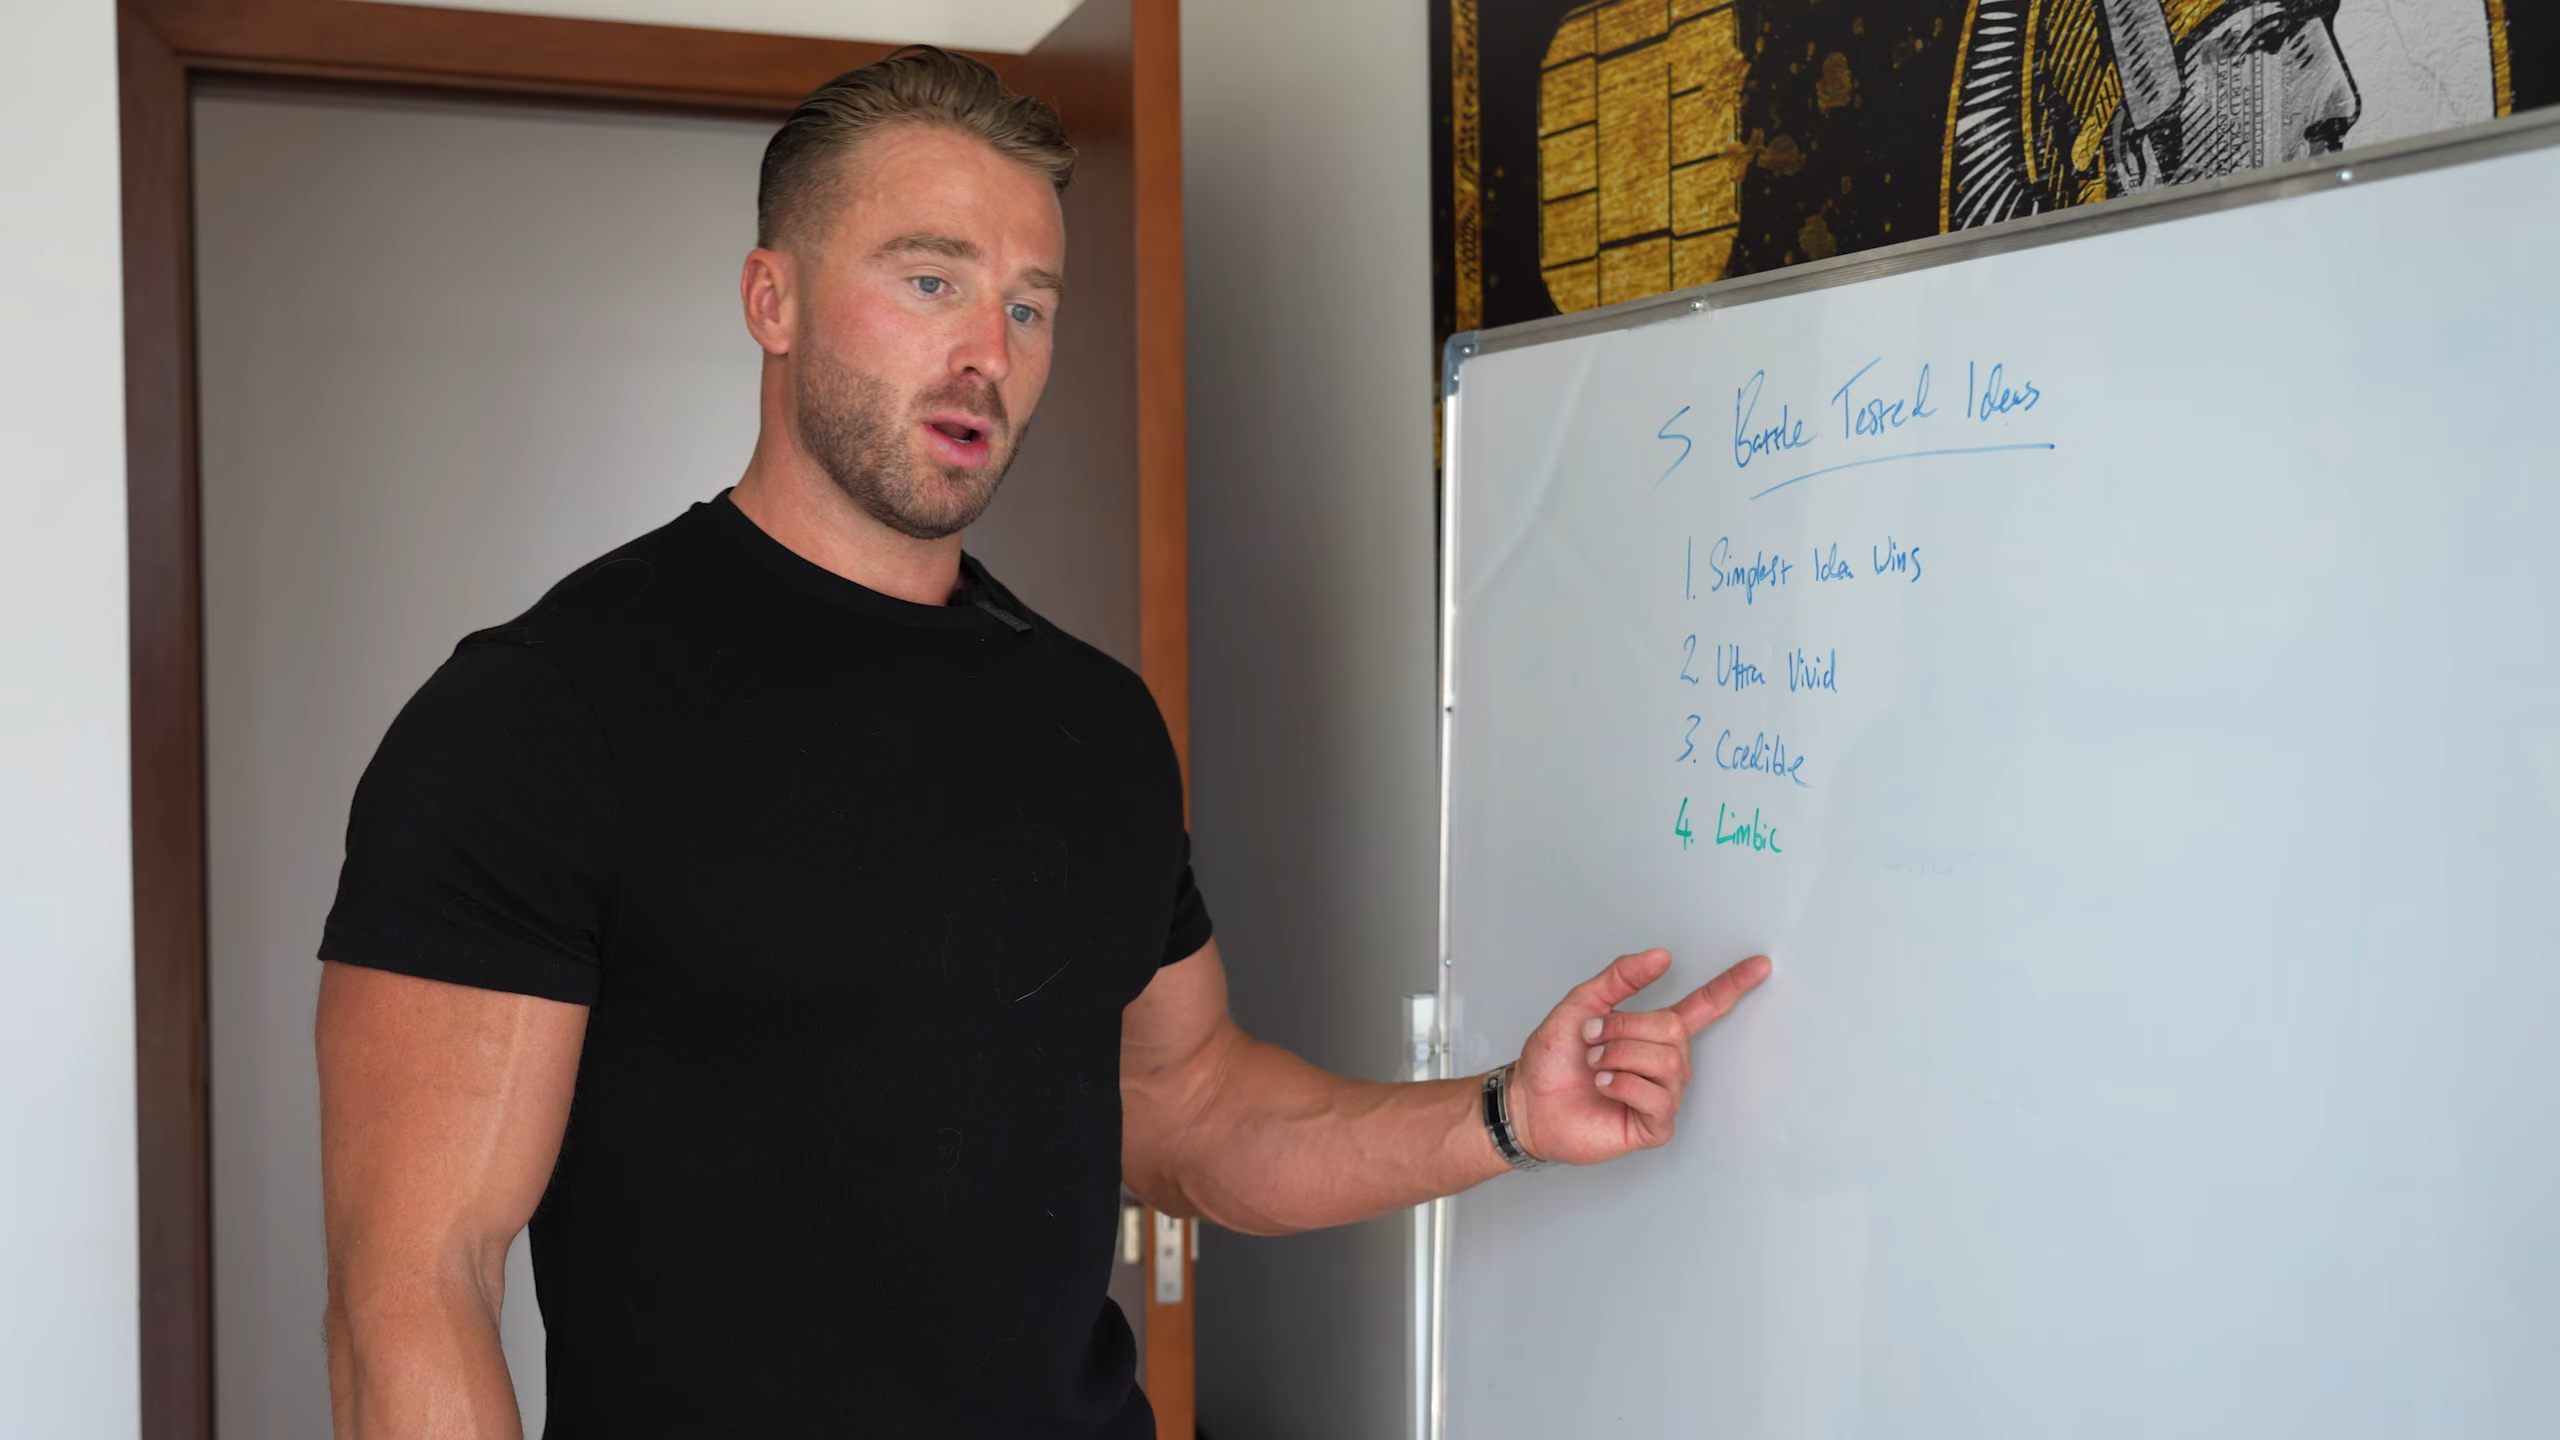 5 Battle Tested Ideas
1. Simplest Idea Wins
2. Ultra Vivid
3. Credible
4. Limbic